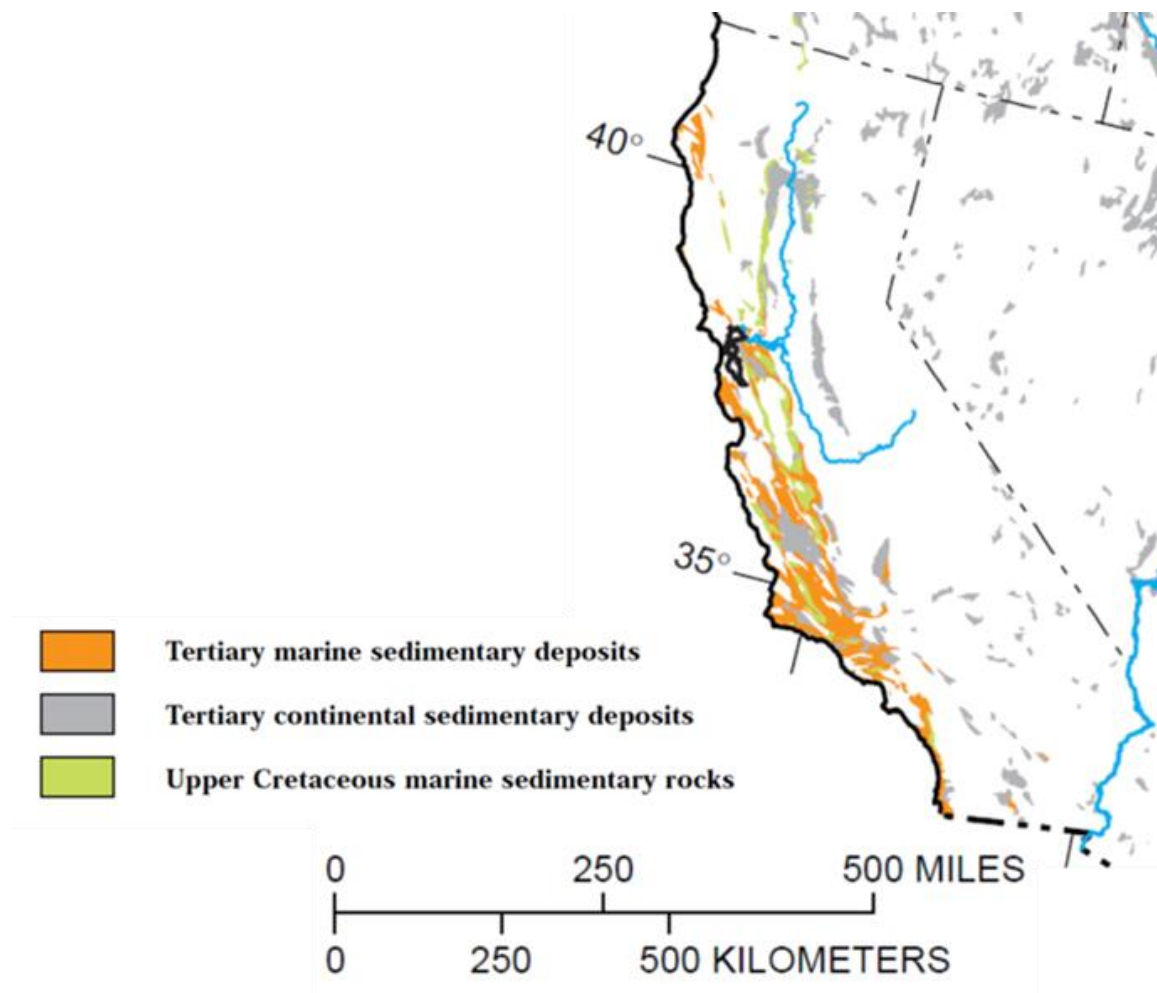 40°
35°
Tertiary marine sedimentary deposits
Tertiary continental sedimentary deposits
Upper Cretaceous marine sedimentary rocks
0 250 500 MILES
0 250 500 KILOMETERS